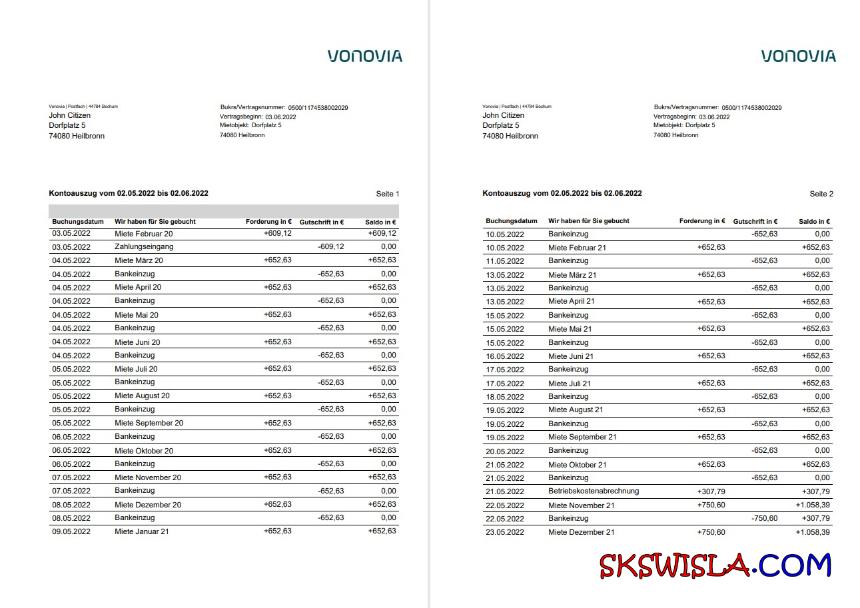 VONOVIA
Vonovia | Postfach | 44784 Bochum
John Citizen
Dorfplatz 5
74080 Heilbronn
Bukrs/Vertragsnummer: 0500/1174538002029
Vertragsbeginn: 03.06.2022
Mietobjekt: Dorfplatz 5
74080 Heilbronn
Kontoauszug vom 02.05.2022 bis 02.06.2022 Seite 1
Buchungsdatum Wir haben für Sie gebucht Forderung in € Gutschrift in € Saldo in €
03.05.2022 Miete Februar 20 +609,12 +609,12
03.05.2022 Zahlungseingang -609,12 0,00
04.05.2022 Miete März 20 +652,63 +652,63
04.05.2022 Bankeinzug -652,63 0,00
04.05.2022 Miete April 20 +652,63 +652,63
04.05.2022 Bankeinzug -652,63 0,00
04.05.2022 Miete Mai 20 +652,63 +652,63
04.05.2022 Bankeinzug -652,63 0,00
04.05.2022 Miete Juni 20 +652,63 +652,63
04.05.2022 Bankeinzug -652,63 0,00
05.05.2022 Miete Juli 20 +652,63 +652,63
05.05.2022 Bankeinzug -652,63 0,00
05.05.2022 Miete August 20 +652,63 +652,63
05.05.2022 Bankeinzug -652,63 0,00
05.05.2022 Miete September 20 +652,63 +652,63
06.05.2022 Bankeinzug -652,63 0,00
06.05.2022 Miete Oktober 20 +652,63 +652,63
06.05.2022 Bankeinzug -652,63 0,00
07.05.2022 Miete November 20 +652,63 +652,63
07.05.2022 Bankeinzug -652,63 0,00
08.05.2022 Miete Dezember 20 +652,63 +652,63
08.05.2022 Bankeinzug -652,63 0,00
09.05.2022 Miete Januar 21 +652,63 +652,63
VONOVIA
Vonovia | Postfach | 44784 Bochum
John Citizen
Dorfplatz 5
74080 Heilbronn
Bukrs/Vertragsnummer: 0500/1174538002029
Vertragsbeginn: 03.06.2022
Mietobjekt: Dorfplatz 5
74080 Heilbronn
Kontoauszug vom 02.05.2022 bis 02.06.2022 Seite 2
Buchungsdatum Wir haben für Sie gebucht Forderung in € Gutschrift in € Saldo in €
10.05.2022 Bankeinzug -652,63 0,00
10.05.2022 Miete Februar 21 +652,63 +652,63
11.05.2022 Bankeinzug -652,63 0,00
13.05.2022 Miete März 21 +652,63 +652,63
13.05.2022 Bankeinzug -652,63 0,00
13.05.2022 Miete April 21 +652,63 +652,63
15.05.2022 Bankeinzug -652,63 0,00
15.05.2022 Miete Mai 21 +652,63 +652,63
15.05.2022 Bankeinzug -652,63 0,00
16.05.2022 Miete Juni 21 +652,63 +652,63
17.05.2022 Bankeinzug -652,63 0,00
17.05.2022 Miete Juli 21 +652,63 +652,63
18.05.2022 Bankeinzug -652,63 0,00
19.05.2022 Miete August 21 +652,63 +652,63
19.05.2022 Bankeinzug -652,63 0,00
19.05.2022 Miete September 21 +652,63 +652,63
20.05.2022 Bankeinzug -652,63 0,00
21.05.2022 Miete Oktober 21 +652,63 +652,63
21.05.2022 Bankeinzug -652,63 0,00
21.05.2022 Betriebskostenabrechnung +307,79 +307,79
22.05.2022 Miete November 21 +750,60 +1.058,39
22.05.2022 Bankeinzug -750,60 +307,79
23.05.2022 Miete Dezember 21 +750,60 +1.058,39
SKSWISLA.COM